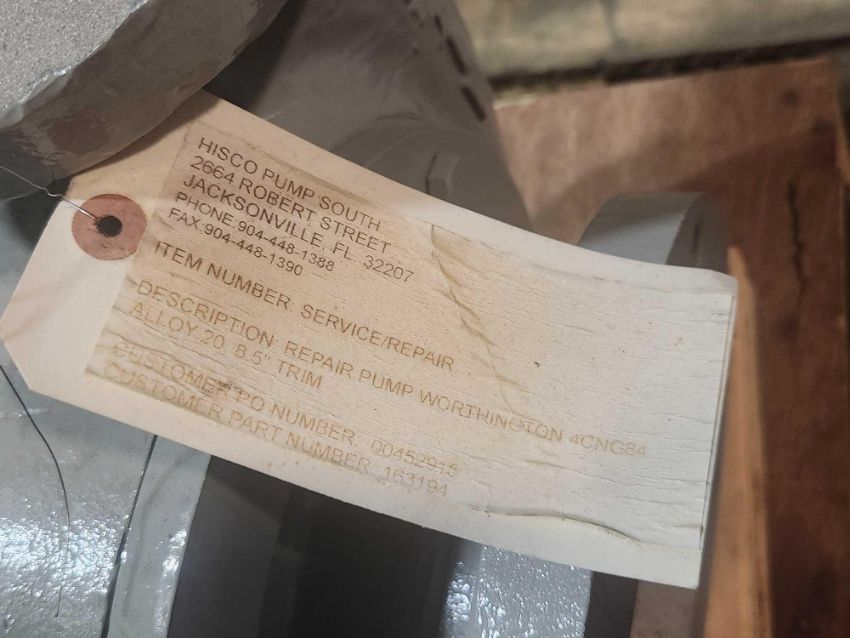 HISCO PUMP SOUTH
2664 ROBERT STREET
JACKSONVILLE, FL. 32207
PHONE.904-448-1388
FAX.904-448-1390
ITEM NUMBER. SERVICE/REPAIR
DESCRIPTION: REPAIR PUMP WORTHINGTON 4CNG84
ALLOY 20, 8.5" TRIM
CUSTOMER PO NUMBER. 00452915
CUSTOMER PART NUMBER. 163194